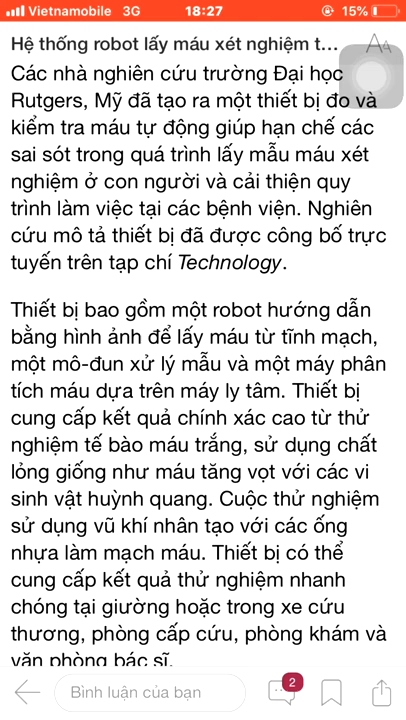 Vietnamobile 3G 18:27 15%
Hệ thống robot lấy máu xét nghiệm t... AA
Các nhà nghiên cứu trường Đại học
Rutgers, Mỹ đã tạo ra một thiết bị đo và
kiểm tra máu tự động giúp hạn chế các
sai sót trong quá trình lấy mẫu máu xét
nghiệm ở con người và cải thiện quy
trình làm việc tại các bệnh viện. Nghiên
cứu mô tả thiết bị đã được công bố trực
tuyến trên tạp chí Technology.
Thiết bị bao gồm một robot hướng dẫn
bằng hình ảnh để lấy máu từ tĩnh mạch,
một mô-đun xử lý mẫu và một máy phân
tích máu dựa trên máy ly tâm. Thiết bị
cung cấp kết quả chính xác cao từ thử
nghiệm tế bào máu trắng, sử dụng chất
lỏng giống như máu tăng vọt với các vi
sinh vật huỳnh quang. Cuộc thử nghiệm
sử dụng vũ khí nhân tạo với các ống
nhựa làm mạch máu. Thiết bị có thể
cung cấp kết quả thử nghiệm nhanh
chóng tại giường hoặc trong xe cứu
thương, phòng cấp cứu, phòng khám và
văn phòng bác sĩ.
Bình luận của bạn 2